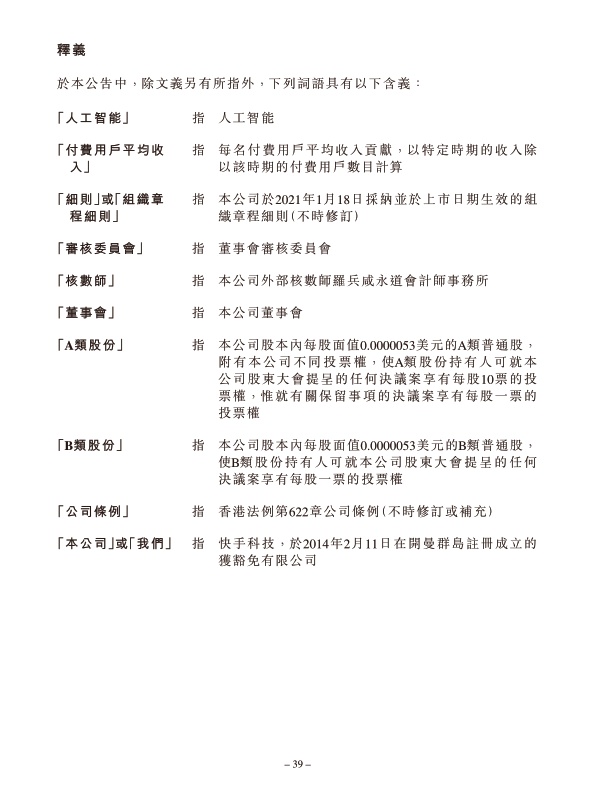 釋義
於本公告中，除文義另有所指外，下列詞語具有以下含義：
「人工智能」 指 人工智能
「付費用戶平均收 指 每名付費用戶平均收入貢獻，以特定時期的收入除
入」 以該時期的付費用戶數目計算
「細則」或「組織章 指 本公司於2021年1月18日採納並於上市日期生效的組
程細則」 織章程細則（不時修訂）
「審核委員會」 指 董事會審核委員會
「核數師」 指 本公司外部核數師羅兵咸永道會計師事務所
「董事會」 指 本公司董事會
「A類股份」 指 本公司股本內每股面值0.0000053美元的A類普通股，
附有本公司不同投票權，使A類股份持有人可就本
公司股東大會提呈的任何決議案享有每股10票的投
票權，惟就有關保留事項的決議案享有每股一票的
投票權
「B類股份」 指 本公司股本內每股面值0.0000053美元的B類普通股，
使B類股份持有人可就本公司股東大會提呈的任何
決議案享有每股一票的投票權
「公司條例」 指 香港法例第622章公司條例（不時修訂或補充）
「本公司」或「我們」 指 快手科技，於2014年2月11日在開曼群島註冊成立的
獲豁免有限公司
– 39 –